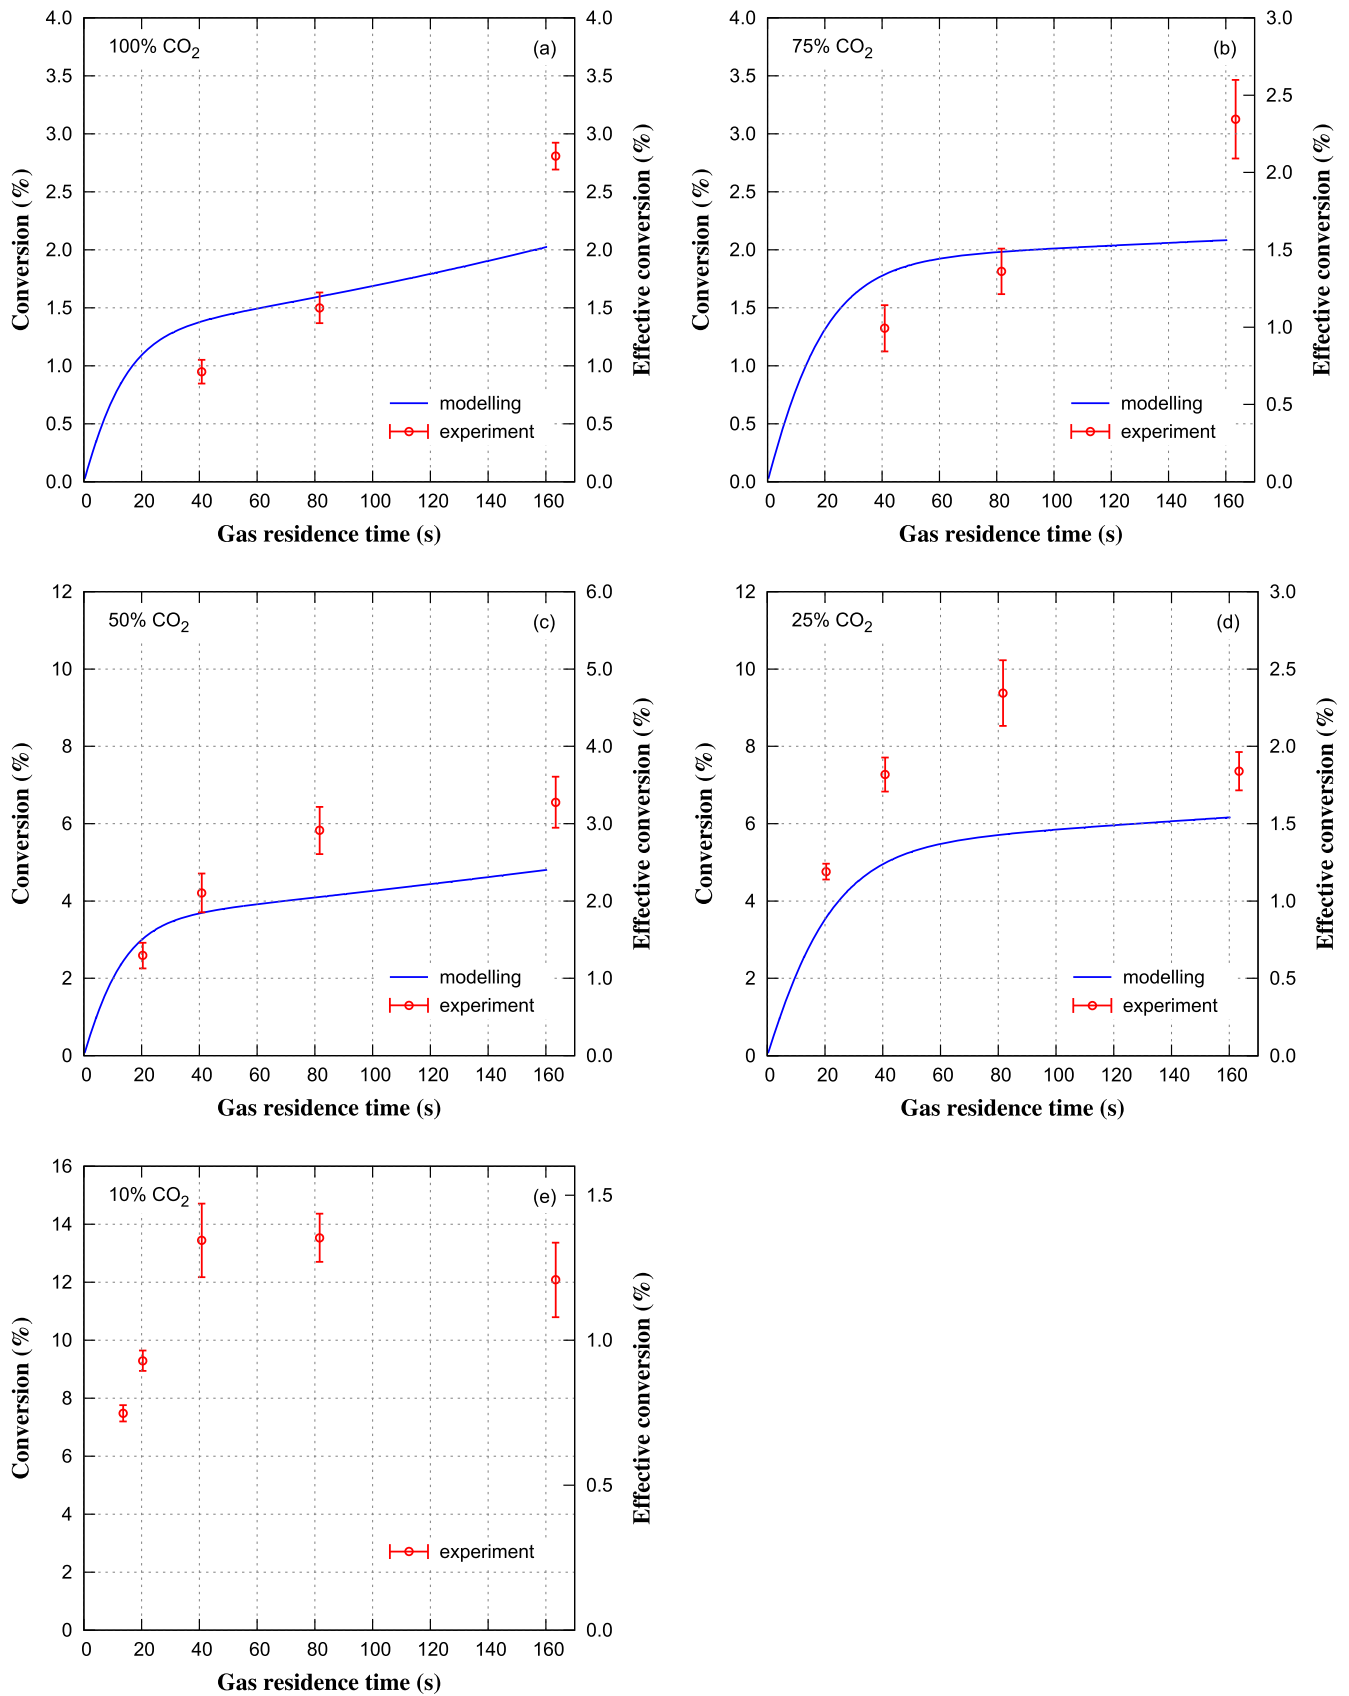 100% CO2
(a)
4.0
3.5
3.0
2.5
2.0
1.5
1.0
0.5
0.0
Conversion (%)
4.0
3.5
3.0
2.5
2.0
1.5
1.0
0.5
0.0
Effective conversion (%)
modelling
experiment
0 20 40 60 80 100 120 140 160
Gas residence time (s)
75% CO2
(b)
4.0
3.5
3.0
2.5
2.0
1.5
1.0
0.5
0.0
Conversion (%)
3.0
2.5
2.0
1.5
1.0
0.5
0.0
Effective conversion (%)
modelling
experiment
0 20 40 60 80 100 120 140 160
Gas residence time (s)
50% CO2
(c)
12
10
8
6
4
2
0
Conversion (%)
6.0
5.0
4.0
3.0
2.0
1.0
0.0
Effective conversion (%)
modelling
experiment
0 20 40 60 80 100 120 140 160
Gas residence time (s)
25% CO2
(d)
12
10
8
6
4
2
0
Conversion (%)
3.0
2.5
2.0
1.5
1.0
0.5
0.0
Effective conversion (%)
modelling
experiment
0 20 40 60 80 100 120 140 160
Gas residence time (s)
10% CO2
(e)
16
14
12
10
8
6
4
2
0
Conversion (%)
1.5
1.0
0.5
0.0
Effective conversion (%)
experiment
0 20 40 60 80 100 120 140 160
Gas residence time (s)